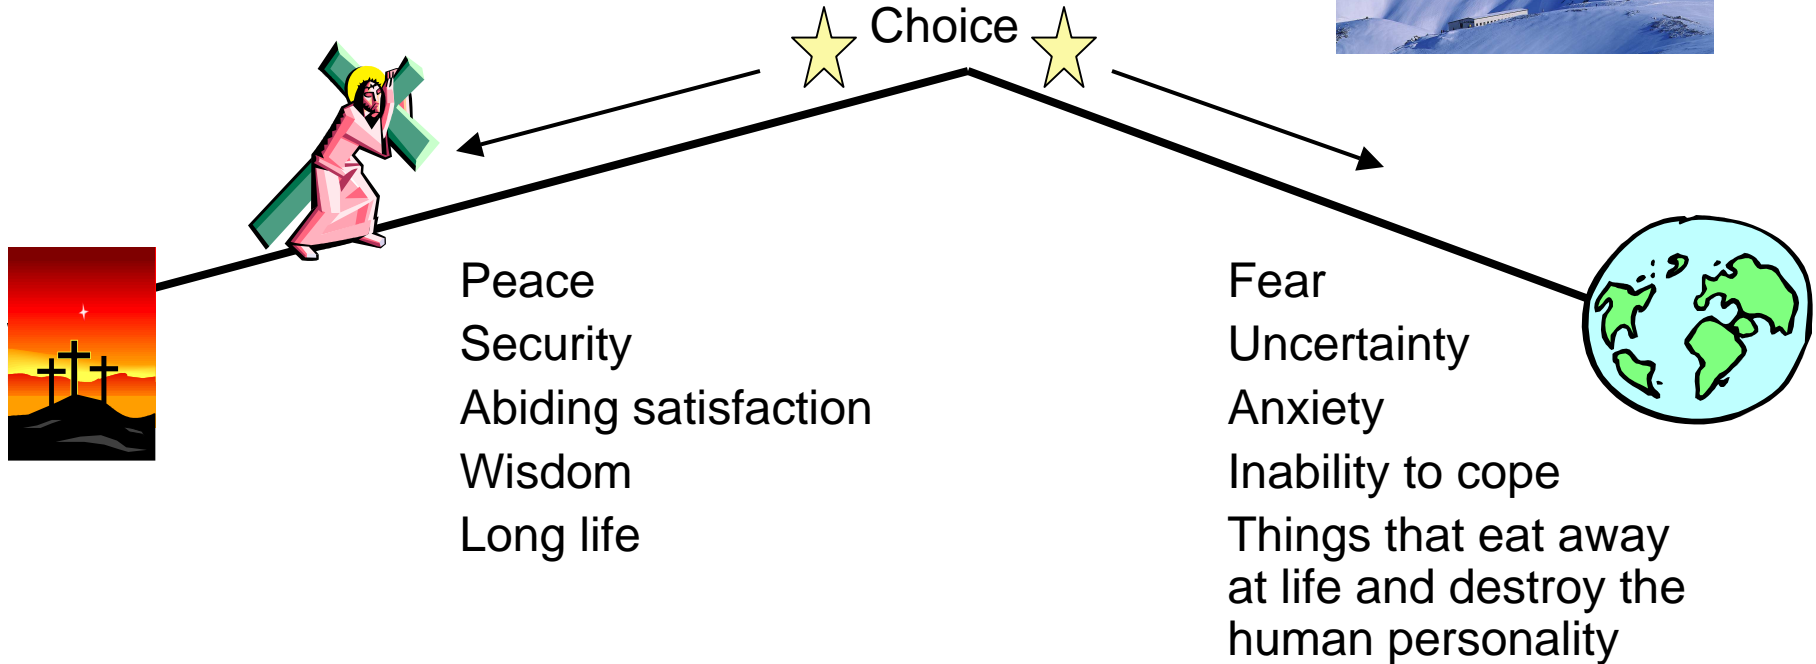 Choice
Peace
Security
Abiding satisfaction
Wisdom
Long life
Fear
Uncertainty
Anxiety
Inability to cope
Things that eat away
at life and destroy the
human personality